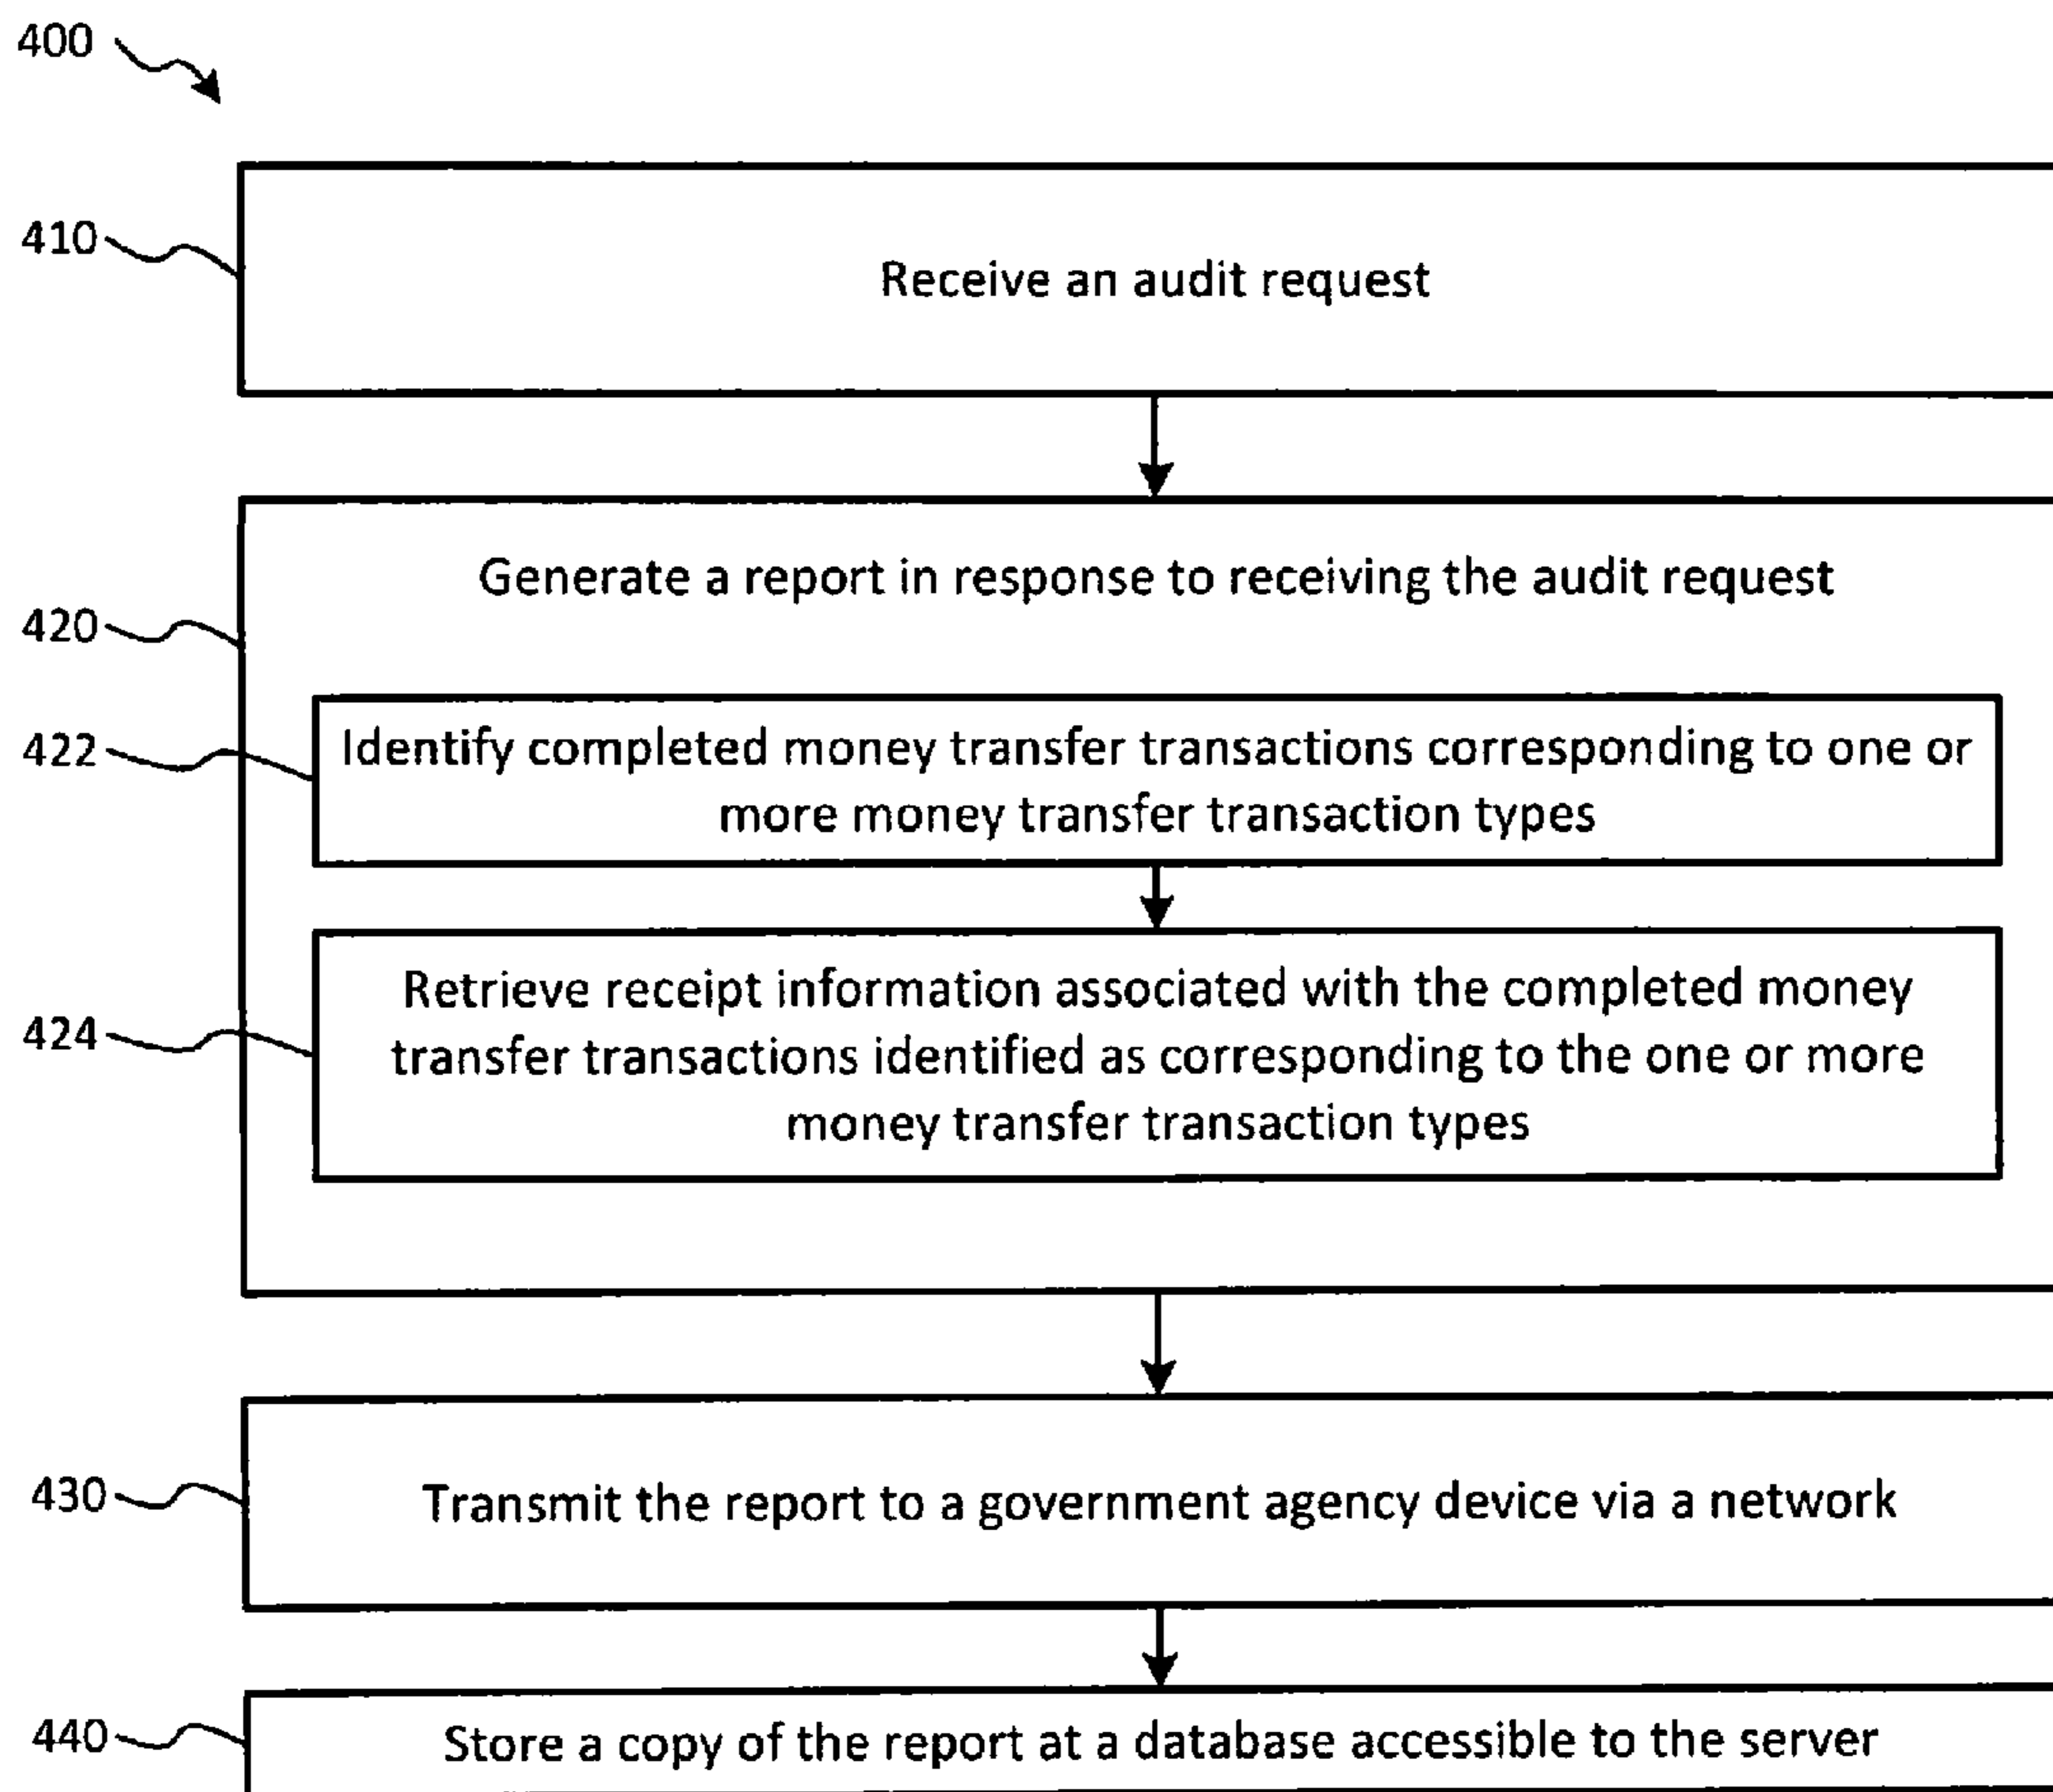 400
410
Receive an audit request
Generate a report in response to receiving the audit request
420
422
Identify completed money transfer transactions corresponding to one or
more money transfer transaction types
424
Retrieve receipt information associated with the completed money
transfer transactions identified as corresponding to the one or more
money transfer transaction types
430
Transmit the report to a government agency device via a network
440
Store a copy of the report at a database accessible to the server